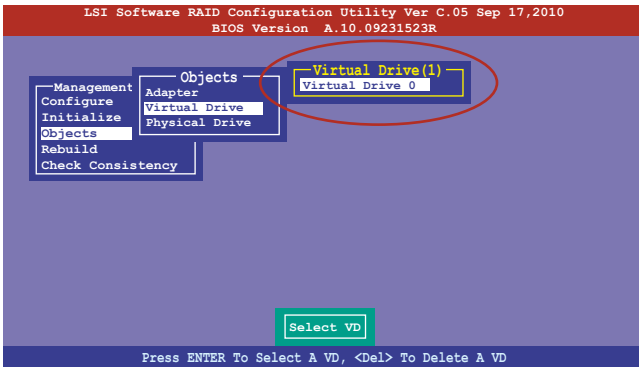 LSI Software RAID Configuration Utility Ver C.05 Sep 17,2010
BIOS Version A.10.09231523R
Management
Configure
Initialize
Objects
Rebuild
Check Consistency
Objects
Adapter
Virtual Drive
Physical Drive
Virtual Drive(1)
Virtual Drive 0
Select VD
Press ENTER To Select A VD, <Del> To Delete A VD